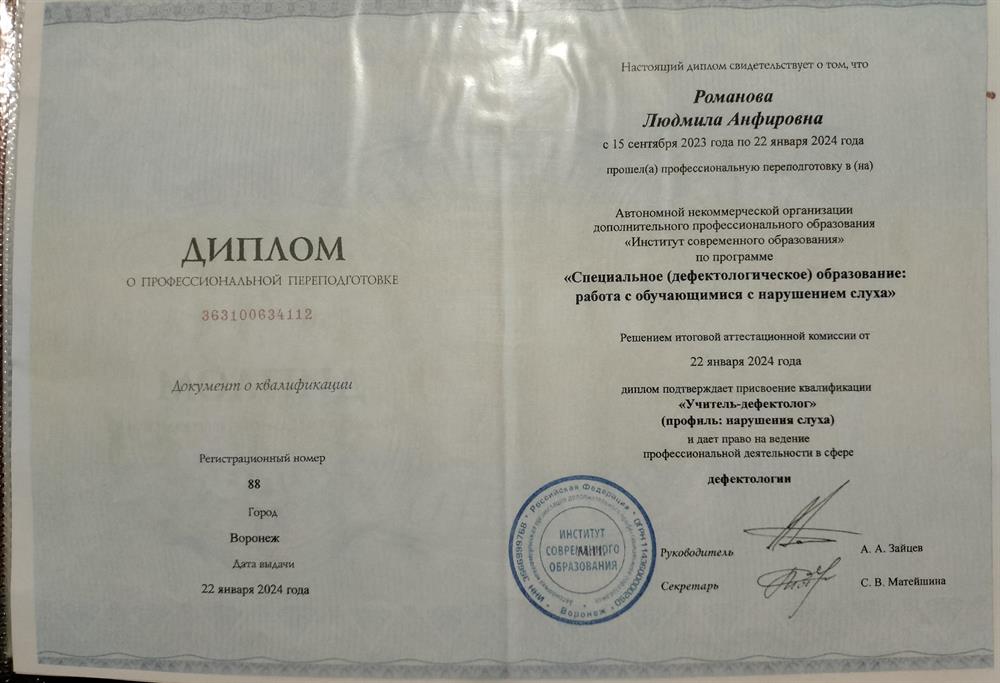 ДИПЛОМ
О ПРОФЕССИОНАЛЬНОЙ ПЕРЕПОДГОТОВКЕ
363100634112
Документ о квалификации
Регистрационный номер
88
Город
Воронеж
Дата выдачи
22 января 2024 года
Настоящий диплом свидетельствует о том, что
Романова
Людмила Анфировна
с 15 сентября 2023 года по 22 января 2024 года
прошел(а) профессиональную переподготовку в (на)
Автономной некоммерческой организации
дополнительного профессионального образования
«Институт современного образования»
по программе
«Специальное (дефектологическое) образование:
работа с обучающимися с нарушением слуха»
Решением итоговой аттестационной комиссии от
22 января 2024 года
диплом подтверждает присвоение квалификации
«Учитель-дефектолог»
(профиль: нарушения слуха)
и дает право на ведение
профессиональной деятельности в сфере
дефектологии
Руководитель
А. А. Зайцев
Секретарь
С. В. Матейшина
Российская Федерация
Воронеж
ИНСТИТУТ
СОВРЕМЕННОГО
ОБРАЗОВАНИЯ
М.П.